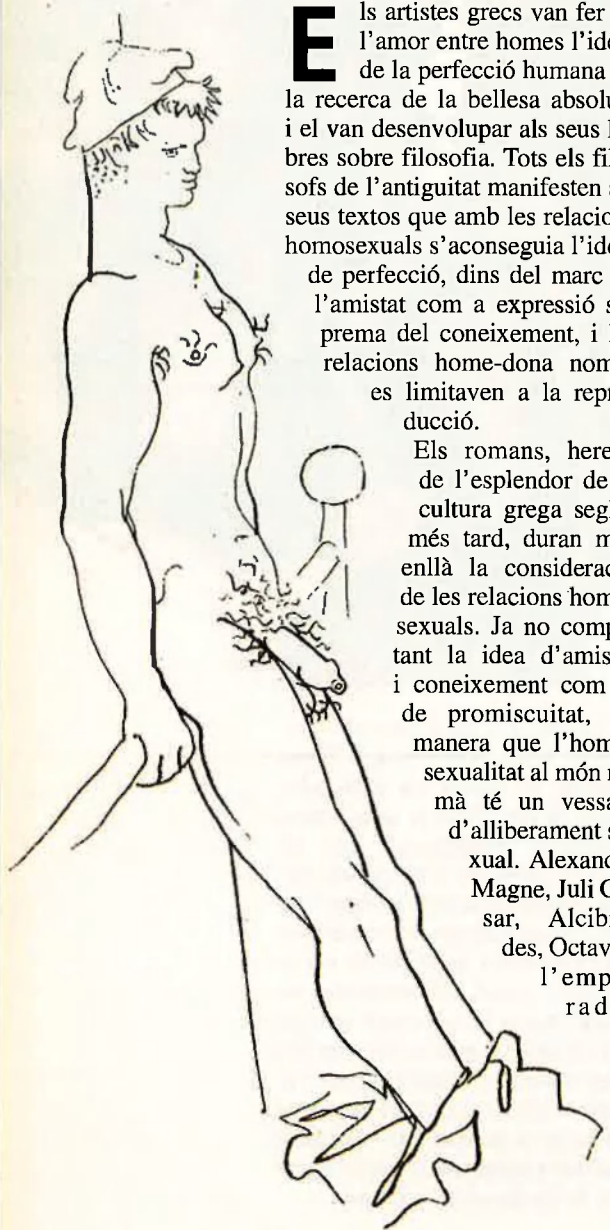 Els artistes grecs van fer
l'amor entre homes l'ide
de la perfecció humana
la recerca de la bellesa absolu
i el van desenvolupar als seus l
bres sobre filosofia. Tots els fil
sofs de l'antiguitat manifesten
seus textos que amb les relacio
homosexuals s'aconseguia l'ide
de perfecció, dins del marc
l'amistat com a expressió s
prema del coneixement, i
relacions home-dona nom
es limitaven a la repr
ducció.
Els romans, here
de l'esplendor de
cultura grega seg
més tard, duran m
enllà la considerac
de les relacions hom
sexuals. Ja no comp
tant la idea d'amis
i coneixement com
de promiscuitat,
manera que l'hom
sexualitat al món r
mà té un vessa
d'alliberament s
xual. Alexand
Magne, Juli C
sar, Alcibi
des, Octav
l'emp
rad